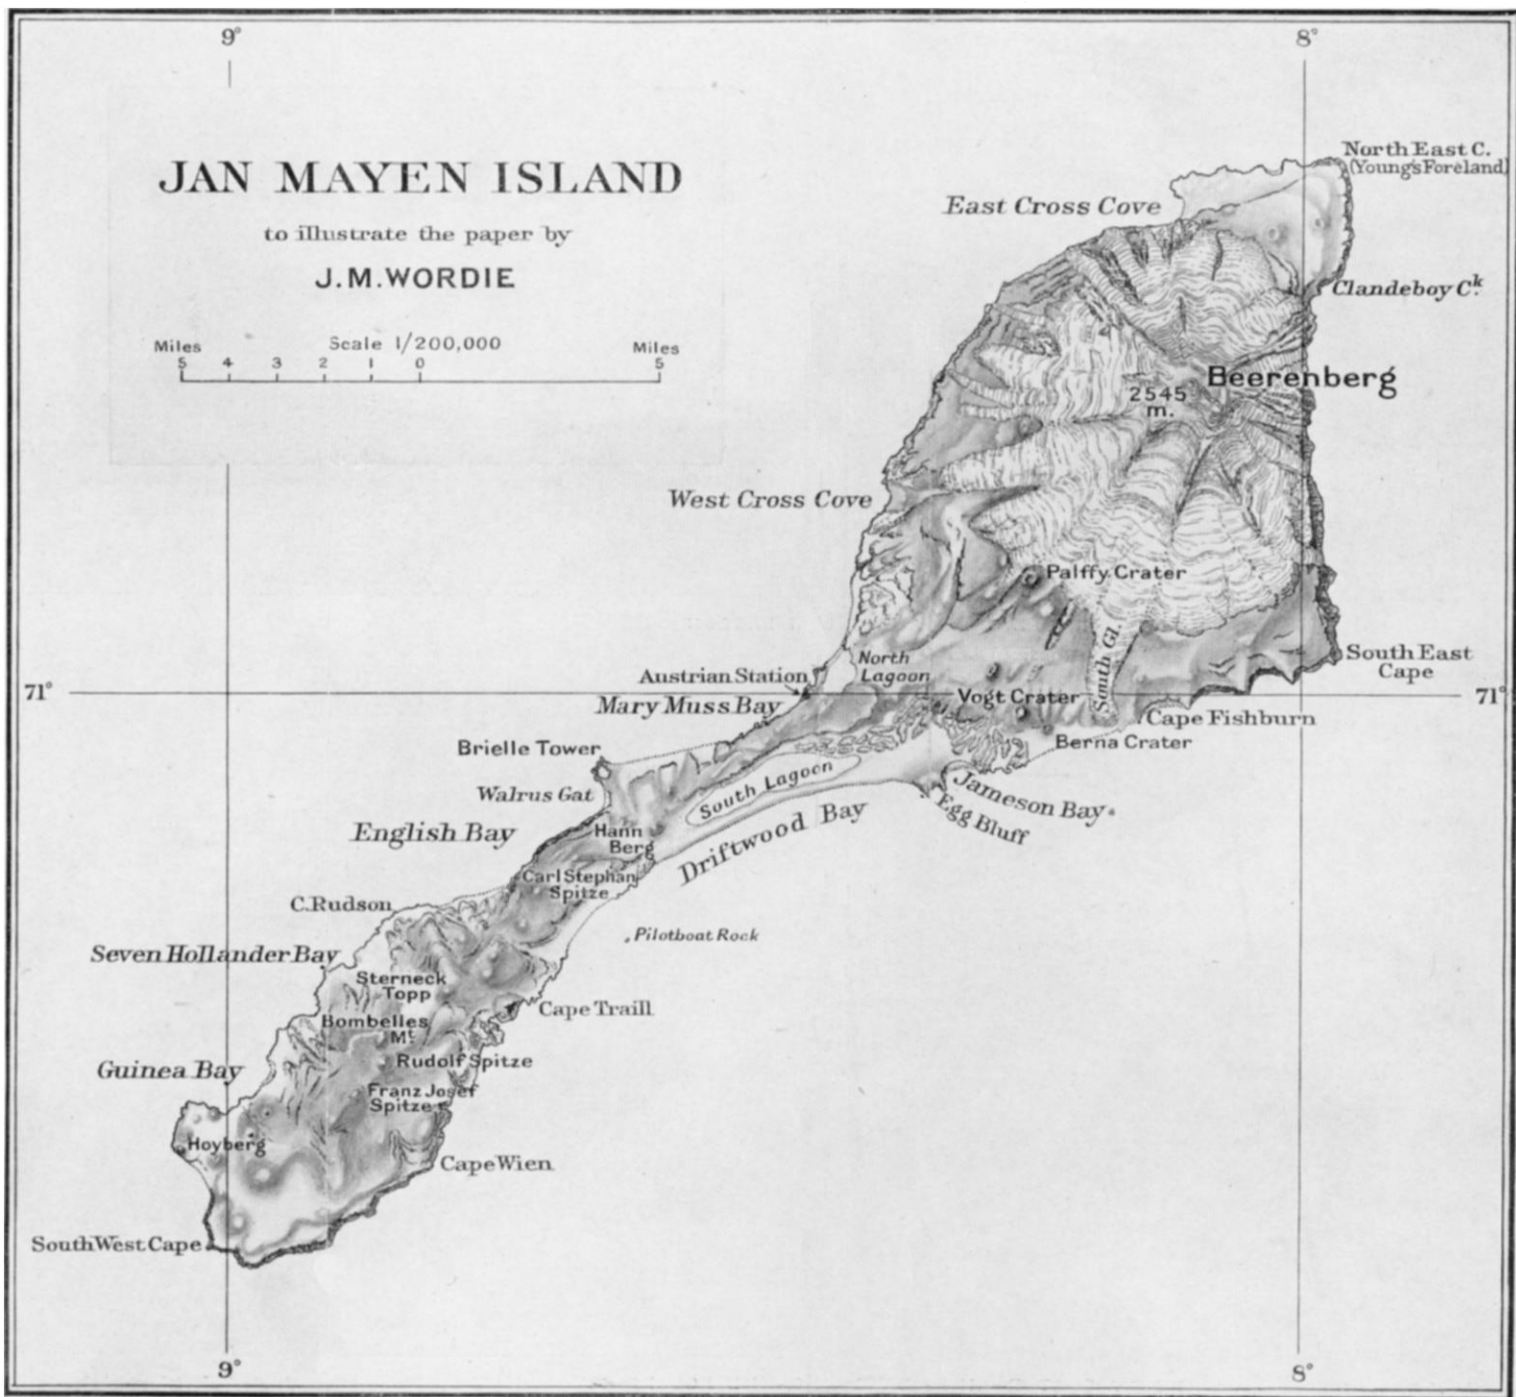 9° 8°
JAN MAYEN ISLAND
to illustrate the paper by
J.M.WORDIE
Miles Scale 1/200,000 Miles
5 4 3 2 1 0 5
North East C.
(Young's Foreland)
East Cross Cove
Clandeboy Ck.
Beerenberg
2545
m.
West Cross Cove
Palffy Crater
South Gl.
North
Lagoon
South East
Cape
Austrian Station
71° 71°
Mary Muss Bay
Vogt Crater
Cape Fishburn
Berna Crater
Brielle Tower
Walrus Gat
South Lagoon
Jameson Bay
Egg Bluff
Driftwood Bay
English Bay
Hann
Berg
Carl Stephan
Spitze
C. Rudson
Pilotboat Rock
Seven Hollander Bay
Sterneck
Topp
Cape Traill
Bombelles
Mt.
Rudolf Spitze
Guinea Bay
Franz Josef
Spitze
Hoyberg
Cape Wien
South West Cape
9° 8°